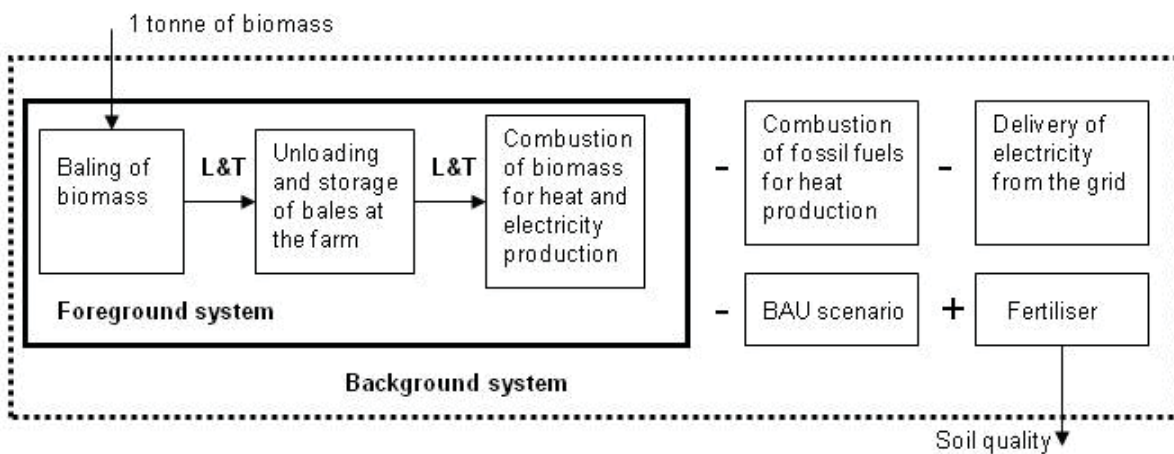 1 tonne of biomass
Baling of
biomass
L&T
Unloading
and storage
of bales at
the farm
L&T
Combustion
of biomass
for heat and
electricity
production
-
Combustion
of fossil fuels
for heat
production
-
Delivery of
electricity
from the grid
Foreground system
-
BAU scenario
+
Fertiliser
Background system
Soil quality